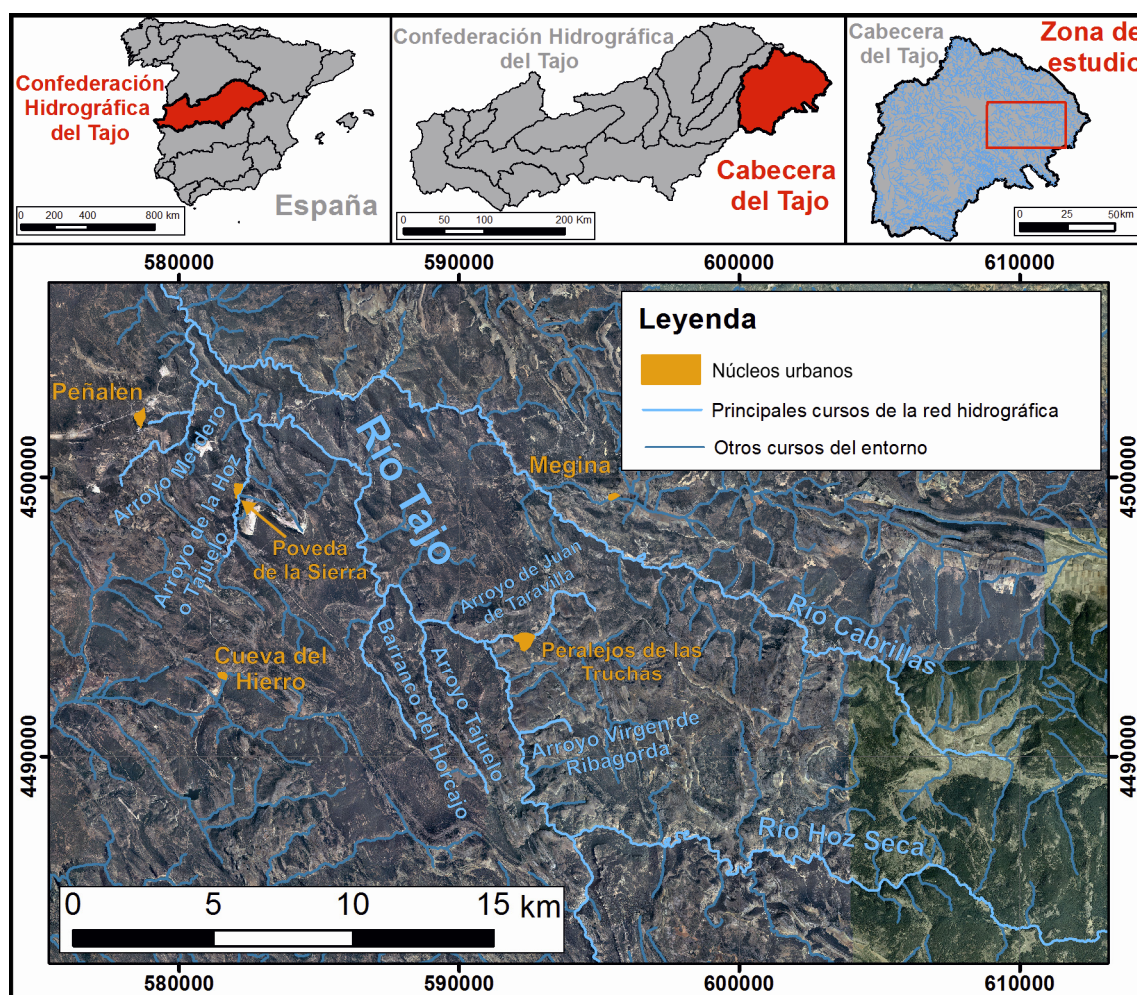 Confederación
Hidrográfica
del Tajo
España
0 200 400 800 km
Confederación Hidrográfica
del Tajo
Cabecera
del Tajo
0 50 100 200 Km
Cabecera
del Tajo
Zona de
estudio
0 25 50 km
580000 590000 600000 610000
Leyenda
Núcleos urbanos
Principales cursos de la red hidrográfica
Otros cursos del entorno
4500000
4500000
4490000
4490000
Peñalen
Arroyo Merdero
Arroyo de la Hoz
o Tajuelo
Poveda
de la Sierra
Cueva del
Hierro
Río Tajo
Megina
Arroyo de Juan
de Taravilla
Peralejos de las
Truchas
Barranco del Horcajo
Arroyo Tajuelo
Arroyo Virgen de
Ribagorda
Río Cabrillas
Río Hoz Seca
0 5 10 15 km
580000 590000 600000 610000